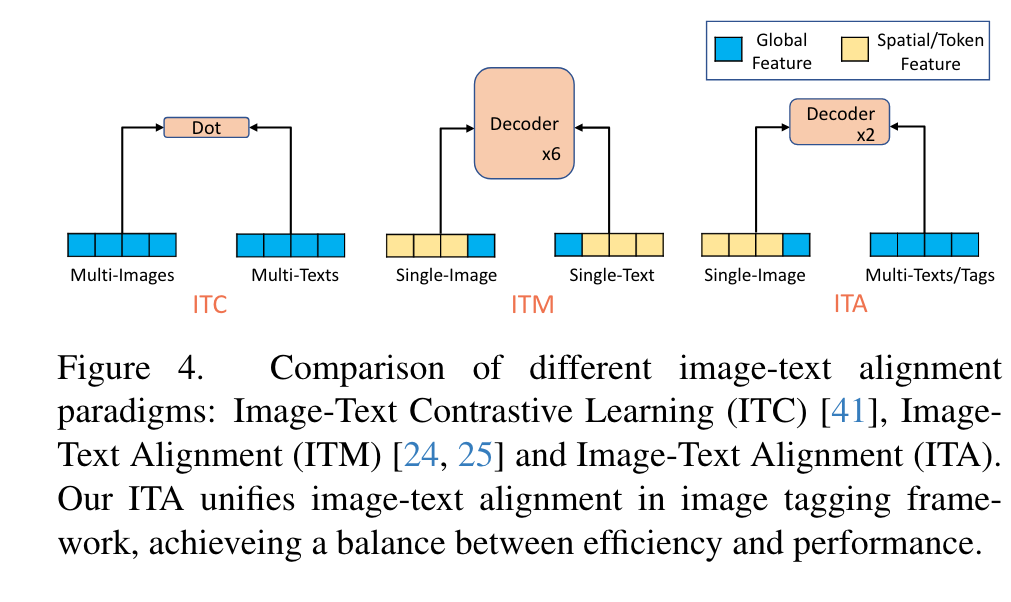 Global
Feature
Spatial/Token
Feature
Dot
Decoder
x6
Decoder
x2
Multi-Images
Multi-Texts
Single-Image
Single-Text
Single-Image
Multi-Texts/Tags
ITC
ITM
ITA
Figure 4. Comparison of different image-text alignment
paradigms: Image-Text Contrastive Learning (ITC) [41], Image-
Text Alignment (ITM) [24, 25] and Image-Text Alignment (ITA).
Our ITA unifies image-text alignment in image tagging frame-
work, achieveing a balance between efficiency and performance.